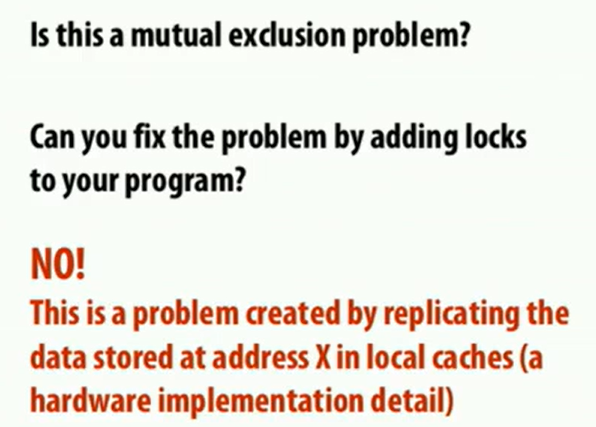 Is this a mutual exclusion problem?
Can you fix the problem by adding locks
to your program?
NO!
This is a problem created by replicating the
data stored at address X in local caches (a
hardware implementation detail)